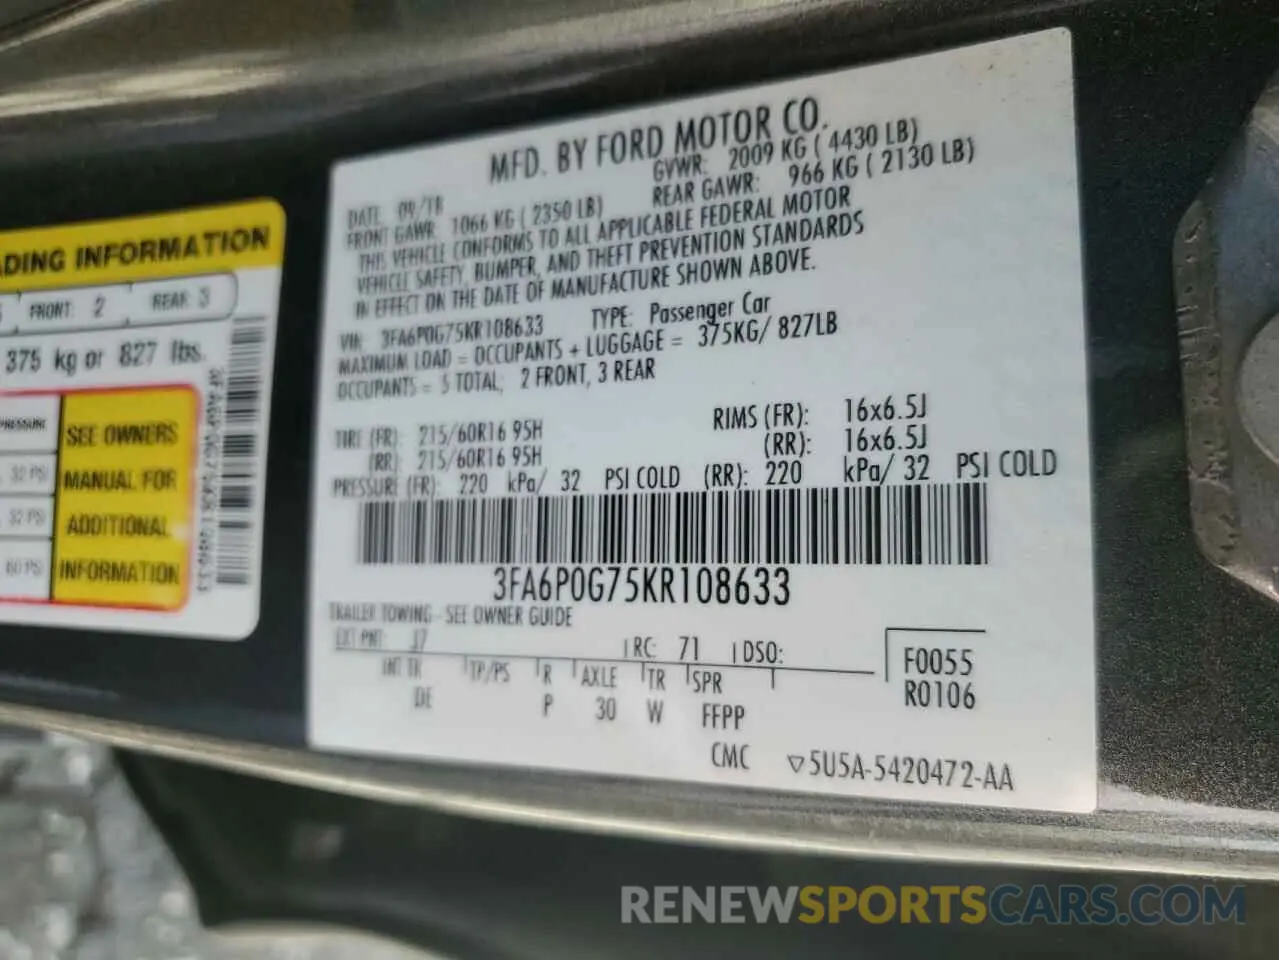 MFD. BY FORD MOTOR CO.
DATE 09/18 GVWR: 2009 KG ( 4430 LB)
FRONT GAWR: 1066 KG ( 2350 LB) REAR GAWR: 966 KG ( 2130 LB)
THIS VEHICLE CONFORMS TO ALL APPLICABLE FEDERAL MOTOR
VEHICLE SAFETY, BUMPER, AND THEFT PREVENTION STANDARDS
IN EFFECT ON THE DATE OF MANUFACTURE SHOWN ABOVE.
VIN: 3FA6P0G75KR108633 TYPE: Passenger Car
MAXIMUM LOAD = OCCUPANTS + LUGGAGE = 375KG/ 827LB
OCCUPANTS = 5 TOTAL; 2 FRONT, 3 REAR
TIRE (FR): 215/60R16 95H RIMS (FR): 16x6.5J
(RR): 215/60R16 95H (RR): 16x6.5J
PRESSURE (FR): 220 kPa/ 32 PSI COLD (RR): 220 kPa/ 32 PSI COLD
3FA6P0G75KR108633
TRAILER TOWING - SEE OWNER GUIDE
EXT PNT: J7 RC: 71 DSO:
INT TR TP/PS R AXLE TR SPR
DE P 30 W FFPP
F0055
R0106
CMC ▽5U5A-5420472-AA
ADING INFORMATION
FRONT: 2 REAR: 3
375 kg or 827 lbs.
PRESSURE
32 PSI
32 PSI
60 PSI
SEE OWNERS
MANUAL FOR
ADDITIONAL
INFORMATION
3FA6P0G75KR108633
RENEWSPORTSCARS.COM